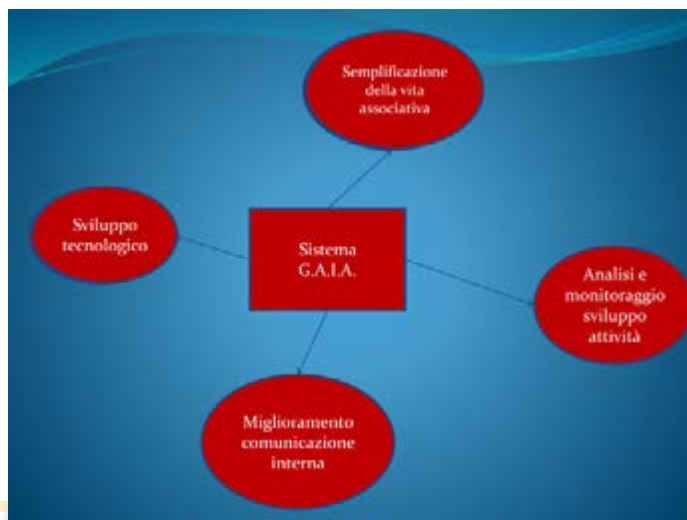 Semplificazione
della vita
associativa
Sviluppo
tecnologico
Sistema
G.A.I.A.
Analisi e
monitoraggio
sviluppo
attività
Miglioramento
comunicazione
interna